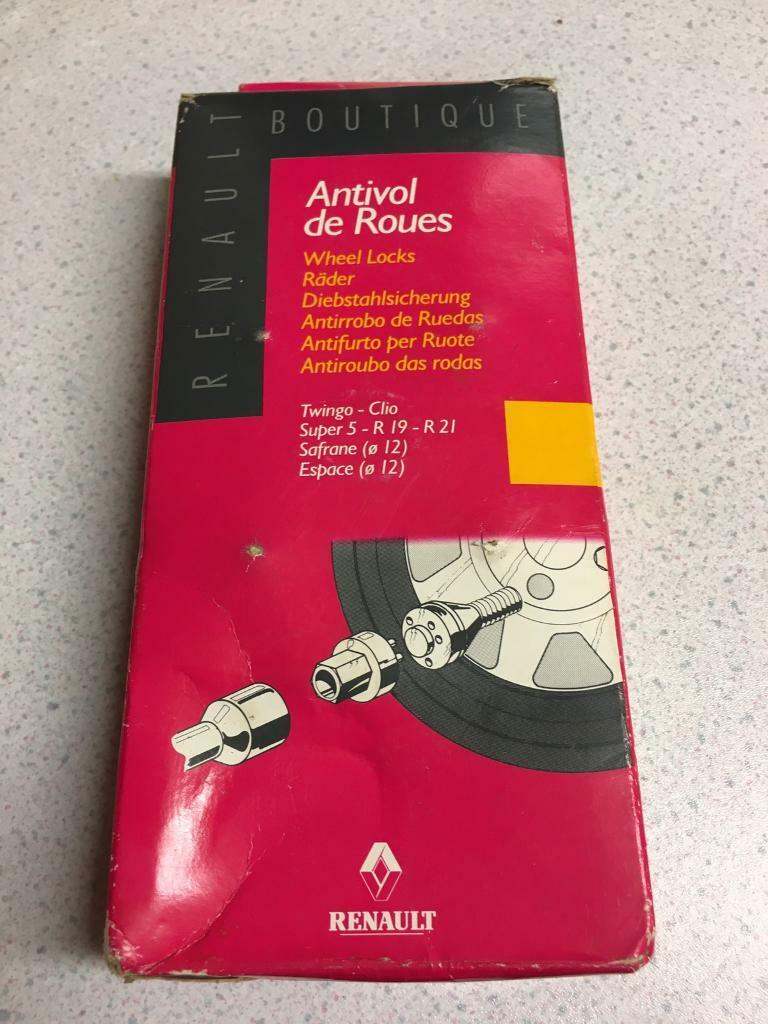 RENAULT BOUTIQUE
Antivol
de Roues
Wheel Locks
Räder
Diebstahlsicherung
Antirrobo de Ruedas
Antifurto per Ruote
Antiroubo das rodas
Twingo - Clio
Super 5 - R 19 - R 21
Safrane (ø 12)
Espace (ø 12)
RENAULT